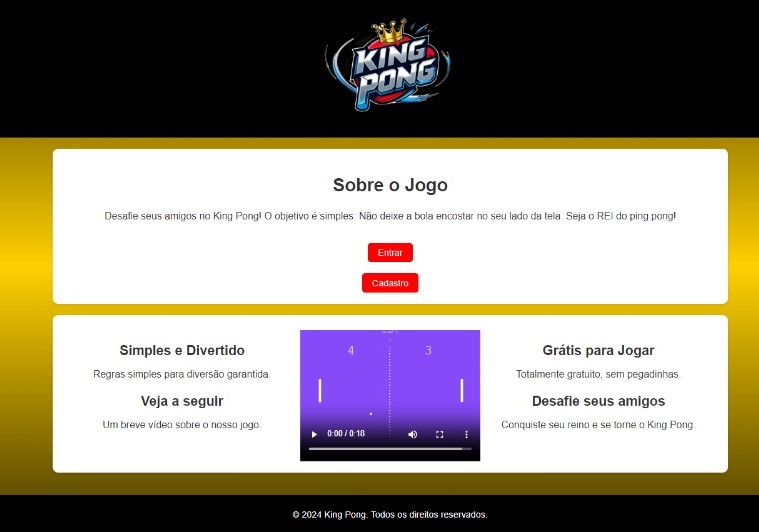 KING
PONG
Sobre o Jogo
Desafie seus amigos no King Pong! O objetivo é simples: Não deixe a bola encostar no seu lado da tela. Seja o REI do ping pong!
Entrar
Cadastro
Simples e Divertido
Regras simples para diversão garantida.
Veja a seguir
Um breve vídeo sobre o nosso jogo.
4 3
0:00 / 0:18
Grátis para Jogar
Totalmente gratuito, sem pegadinhas.
Desafie seus amigos
Conquiste seu reino e se torne o King Pong.
© 2024 King Pong. Todos os direitos reservados.